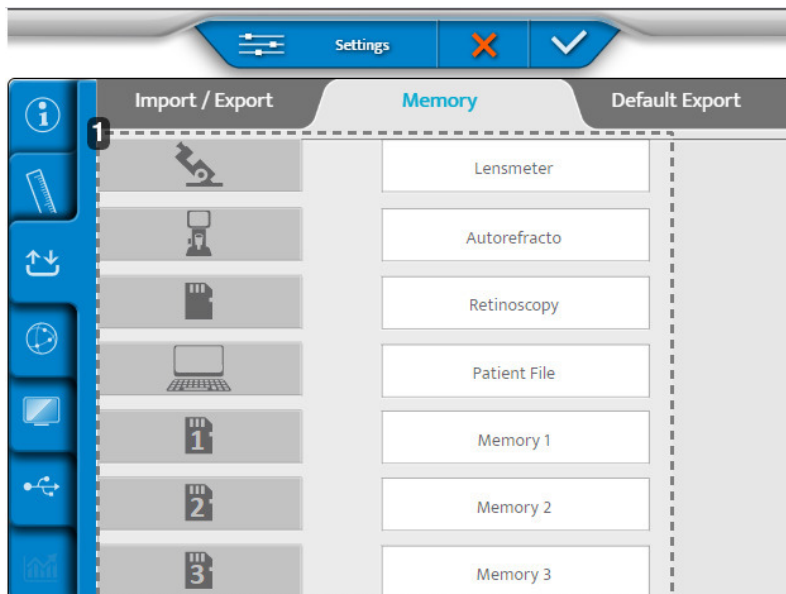 Settings
Import / Export
Memory
Default Export
1
Lensmeter
Autorefracto
Retinoscopy
Patient File
1
Memory 1
2
Memory 2
3
Memory 3